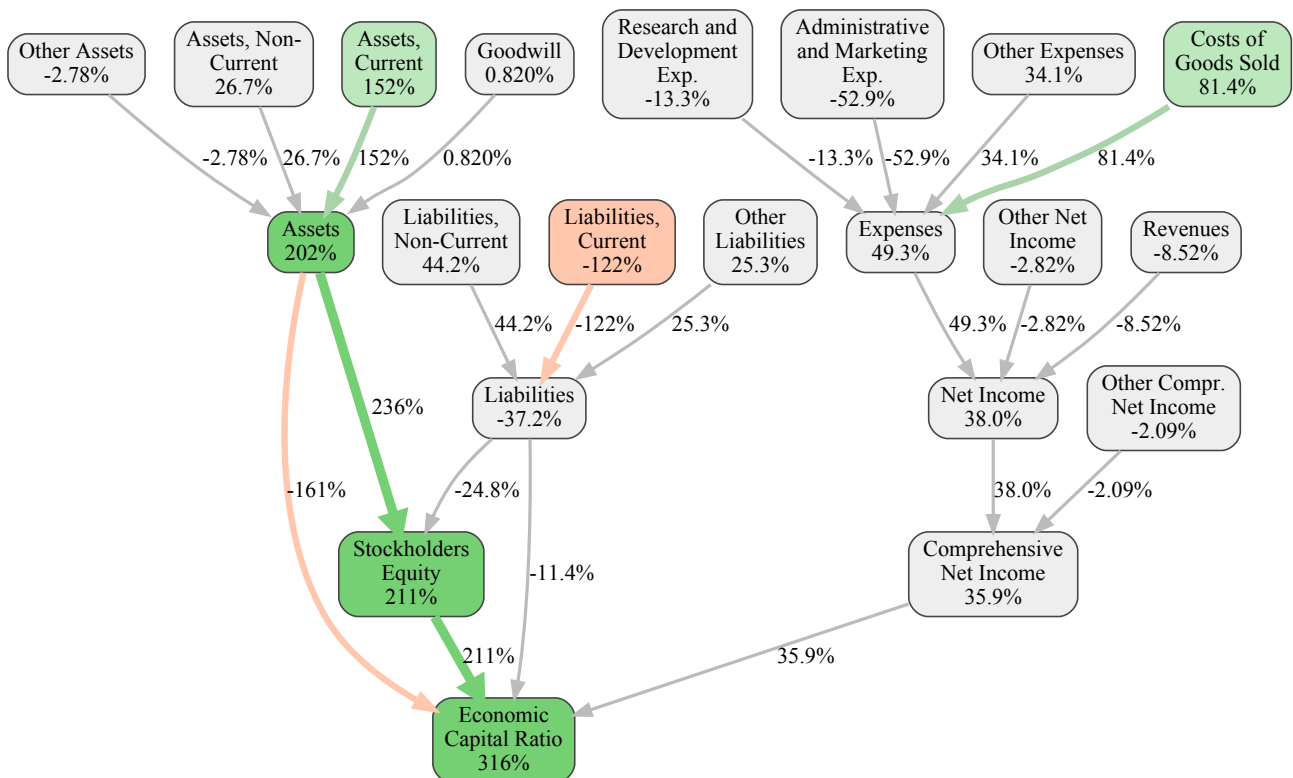 Other Assets
-2.78%
Assets, Non-
Current
26.7%
Assets,
Current
152%
Goodwill
0.820%
Research and
Development
Exp.
-13.3%
Administrative
and Marketing
Exp.
-52.9%
Other Expenses
34.1%
Costs of
Goods Sold
81.4%
-2.78%
26.7%
152%
0.820%
-13.3%
-52.9%
34.1%
81.4%
Assets
202%
Liabilities,
Non-Current
44.2%
Liabilities,
Current
-122%
Other
Liabilities
25.3%
Expenses
49.3%
Other Net
Income
-2.82%
Revenues
-8.52%
44.2%
-122%
25.3%
49.3%
-2.82%
-8.52%
236%
Liabilities
-37.2%
Net Income
38.0%
Other Compr.
Net Income
-2.09%
-161%
-24.8%
38.0%
-2.09%
Stockholders
Equity
211%
-11.4%
Comprehensive
Net Income
35.9%
211%
35.9%
Economic
Capital Ratio
316%